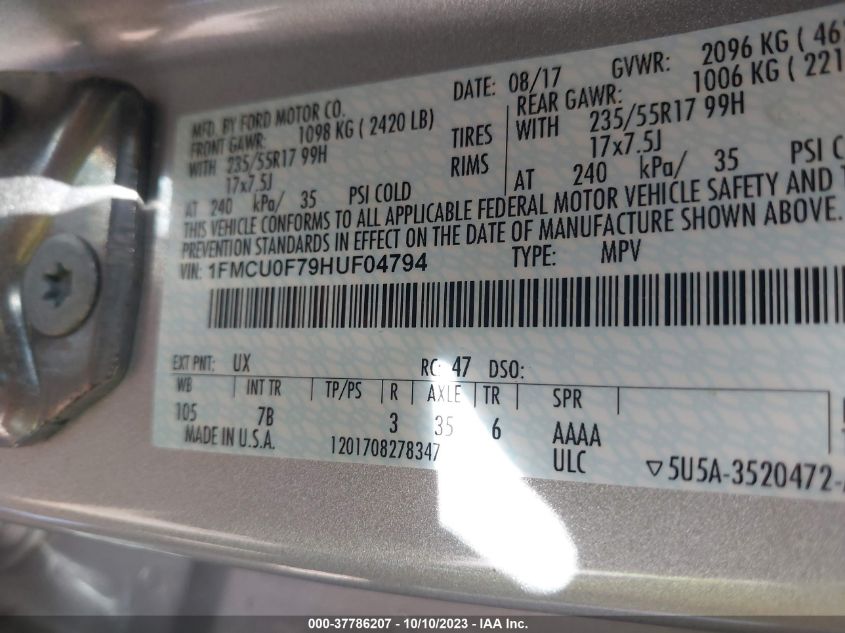 MFD. BY FORD MOTOR CO.
DATE: 08/17
GVWR: 2096 KG
FRONT GAWR: 1098 KG (2420 LB)
REAR GAWR: 1006 KG
WITH 235/55R17 99H TIRES WITH 235/55R17 99H
17x7.5J RIMS 17x7.5J
AT 240 kPa/ 35 PSI COLD AT 240 kPa/ 35 PSI
THIS VEHICLE CONFORMS TO ALL APPLICABLE FEDERAL MOTOR VEHICLE SAFETY AND
PREVENTION STANDARDS IN EFFECT ON THE DATE OF MANUFACTURE SHOWN ABOVE.
VIN: 1FMCU0F79HUF04794 TYPE: MPV
EXT PNT: UX RC: 47 DSO:
WB INT TR TP/PS R AXLE TR SPR
105 7B 3 35 6 AAAA
MADE IN U.S.A. 1201708278347 ULC ▽5U5A-3520472-
000-37786207 - 10/10/2023 - IAA Inc.